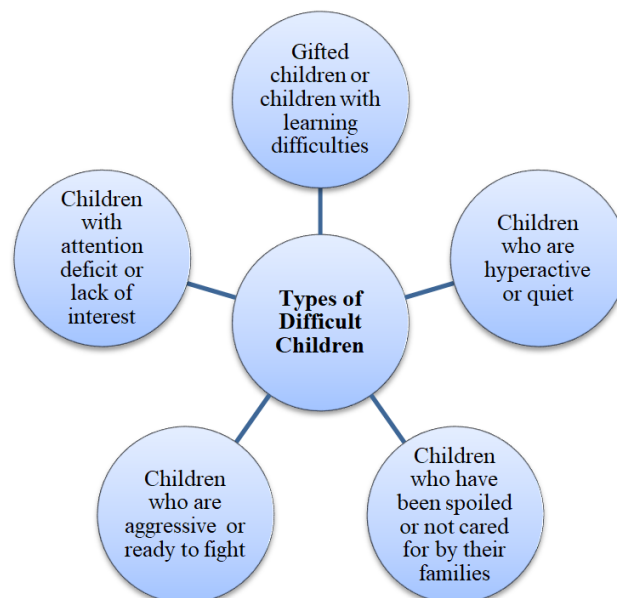 Gifted
children or
children with
learning
difficulties
Children
with
attention
deficit or
lack of
interest
Children
who are
hyperactive
or quiet
Types of
Difficult
Children
Children
who are
aggressive or
ready to fight
Children
who have
been spoiled
or not cared
for by their
families